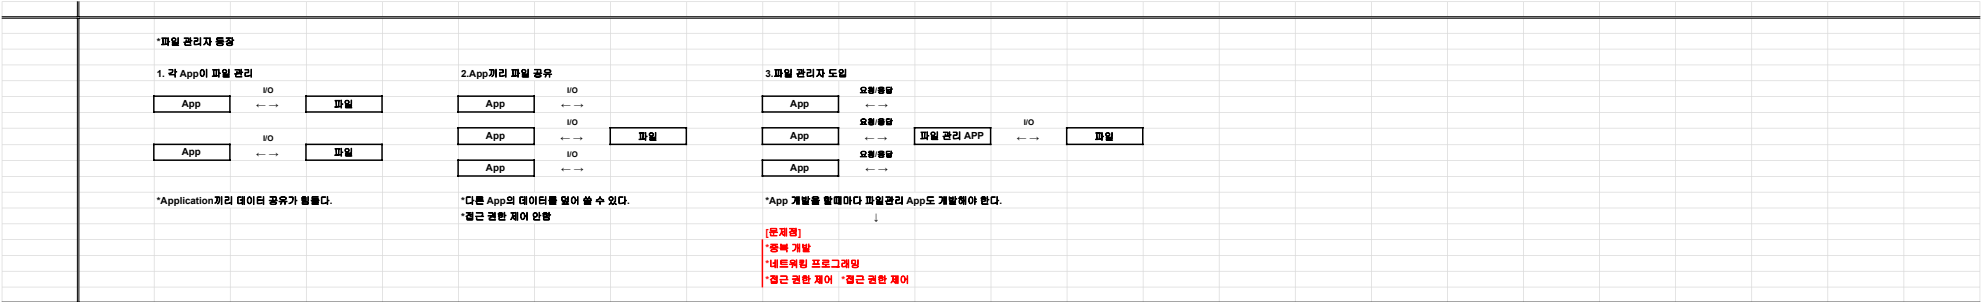 *파일 관리자 등장
1. 각 App이 파일 관리
I/O
App ←→ 파일
I/O
App ←→ 파일
*Application끼리 데이터 공유가 힘들다.
2.App끼리 파일 공유
I/O
App ←→
I/O
App ←→ 파일
I/O
App ←→
*다른 App의 데이터를 덮어 쓸 수 있다.
*접근 권한 제어 안함
3.파일 관리자 도입
요청/응답
App ←→
요청/응답 I/O
App ←→ 파일 관리 APP ←→ 파일
요청/응답
App ←→
*App 개발을 할때마다 파일관리 App도 개발해야 한다.
↓
[문제점]
*중복 개발
*네트워킹 프로그래밍
*접근 권한 제어 *접근 권한 제어